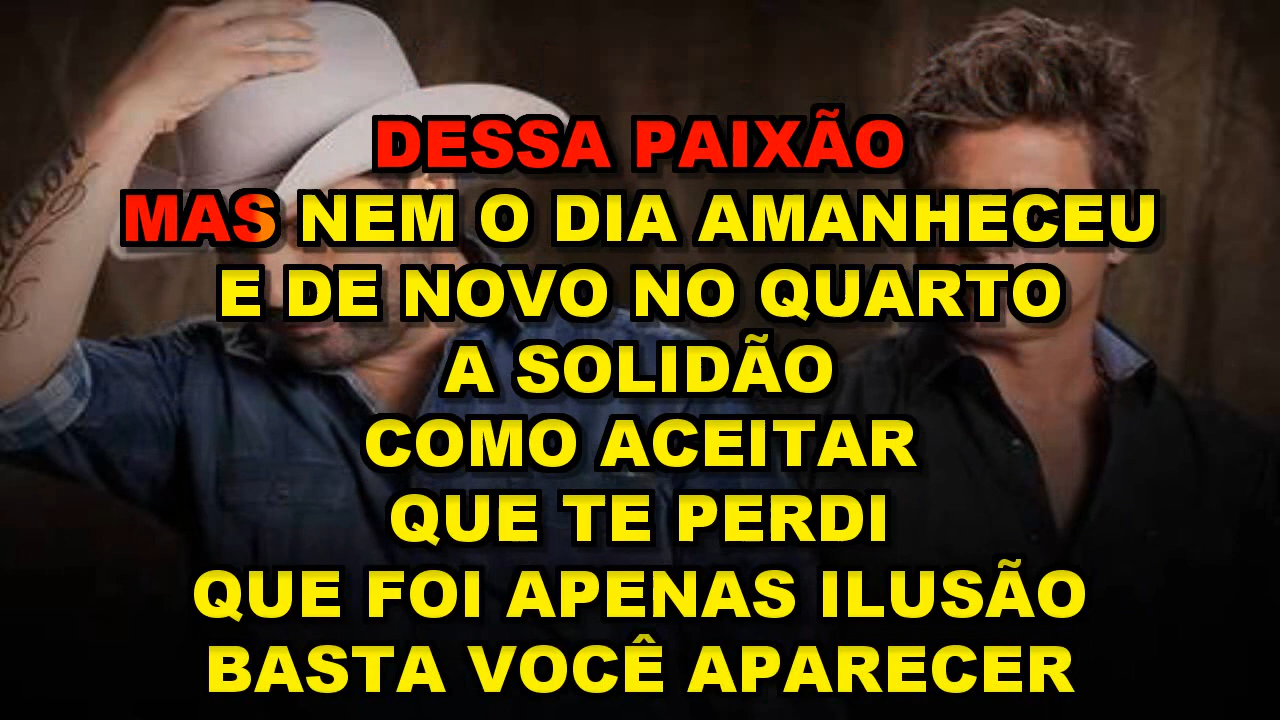 DESSA PAIXÃO
MAS NEM O DIA AMANHECEU
E DE NOVO NO QUARTO
A SOLIDÃO
COMO ACEITAR
QUE TE PERDI
QUE FOI APENAS ILUSÃO
BASTA VOCÊ APARECER